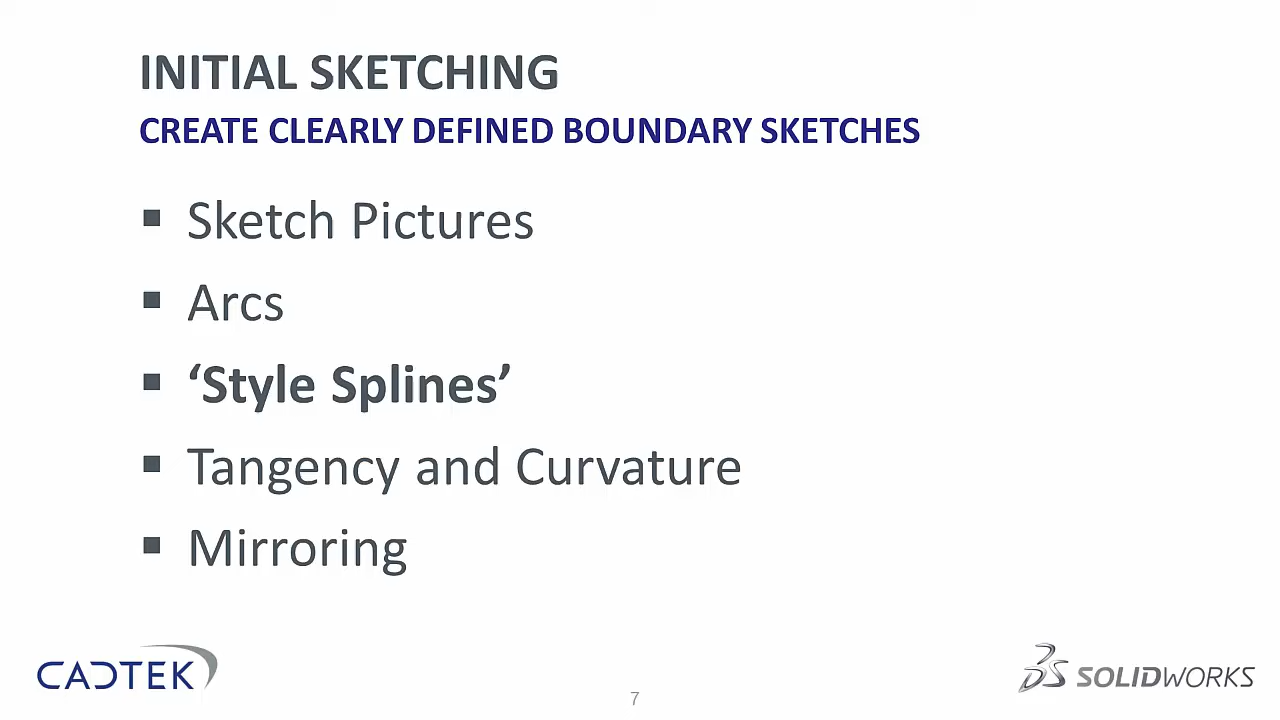 INITIAL SKETCHING
CREATE CLEARLY DEFINED BOUNDARY SKETCHES
▪ Sketch Pictures
▪ Arcs
▪ ‘Style Splines’
▪ Tangency and Curvature
▪ Mirroring
CADTEK
7
3S SOLIDWORKS